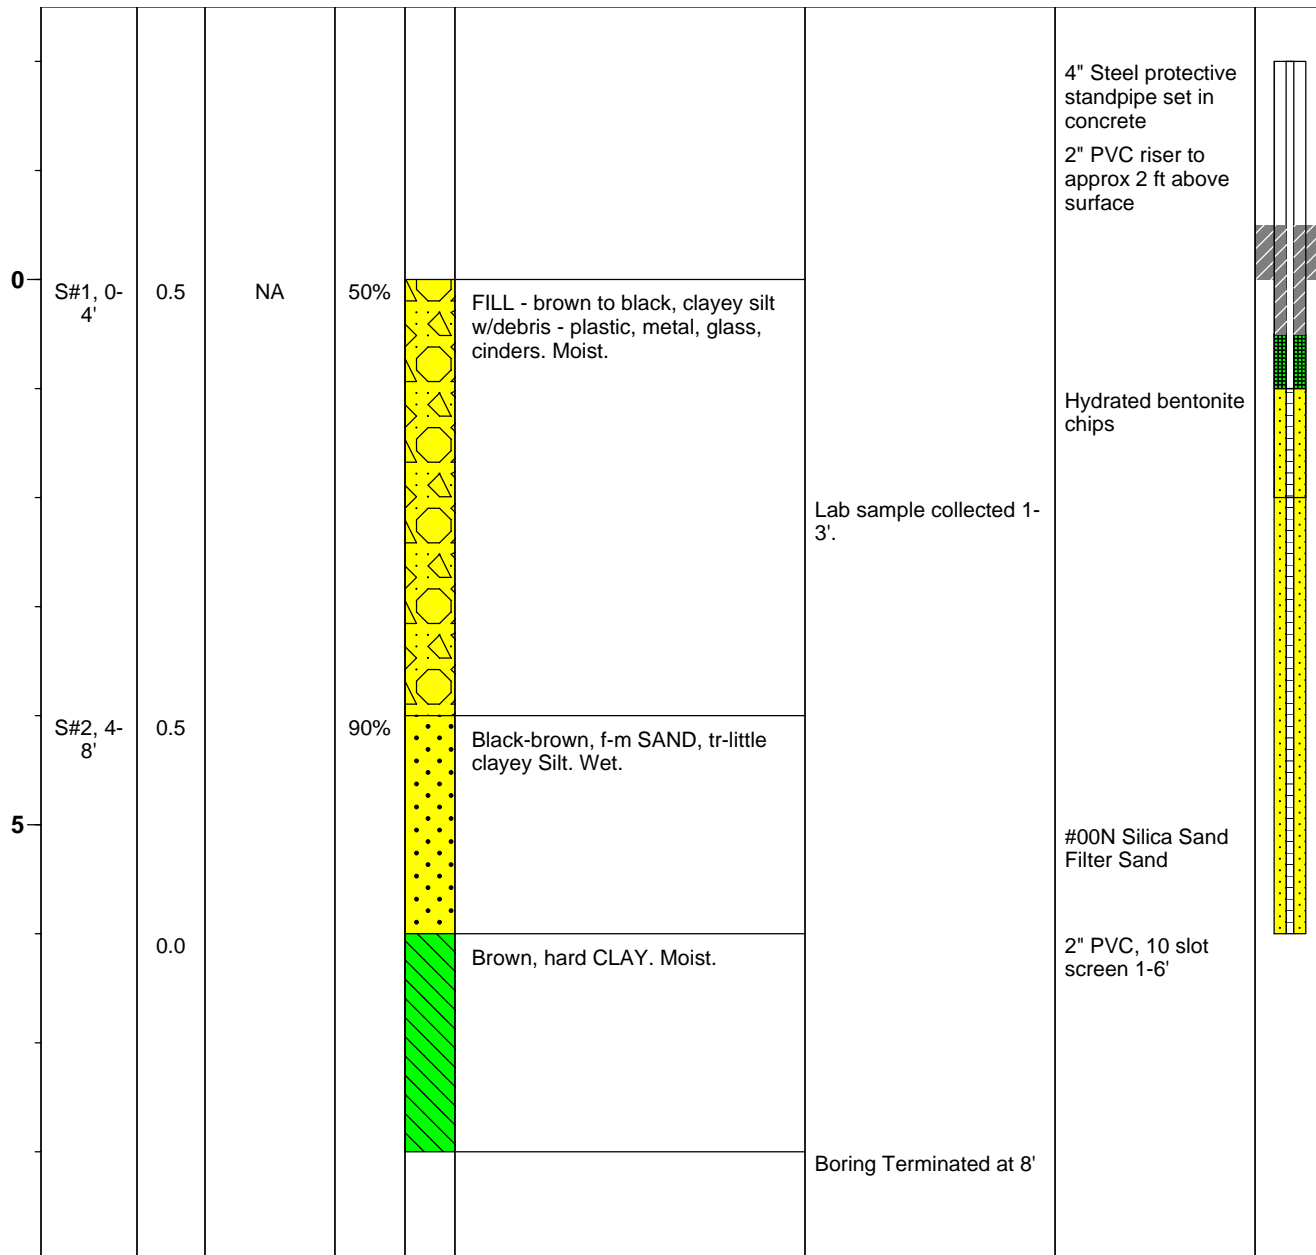 4" Steel protective
standpipe set in
concrete
2" PVC riser to
approx 2 ft above
surface
0
S#1, 0-
4'
0.5
NA
50%
FILL - brown to black, clayey silt
w/debris - plastic, metal, glass,
cinders. Moist.
Hydrated bentonite
chips
Lab sample collected 1-
3'.
S#2, 4-
8'
0.5
90%
Black-brown, f-m SAND, tr-little
clayey Silt. Wet.
5
#00N Silica Sand
Filter Sand
0.0
Brown, hard CLAY. Moist.
2" PVC, 10 slot
screen 1-6'
Boring Terminated at 8'